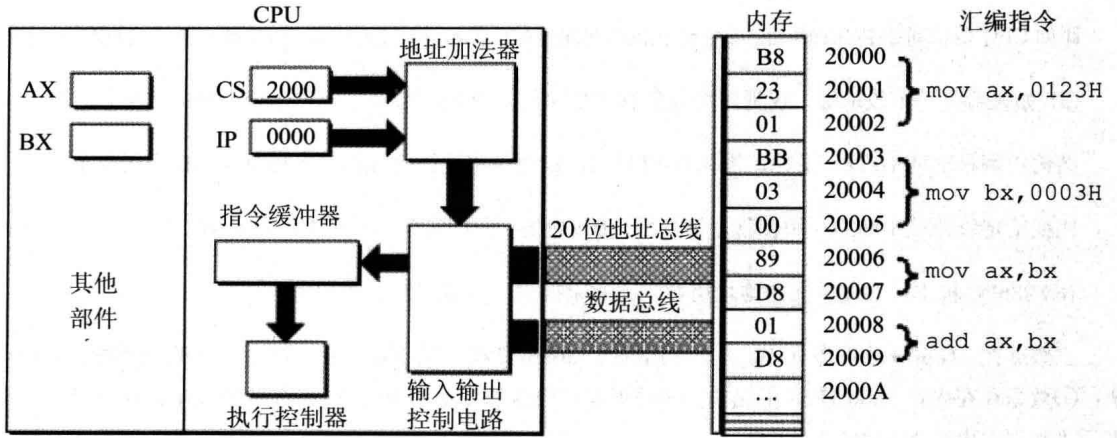 CPU
内存
汇编指令
AX
BX
CS
2000
IP
0000
地址加法器
指令缓冲器
其他
部件
执行控制器
输入输出
控制电路
20 位地址总线
数据总线
B8
20000
23
20001
mov ax,0123H
01
20002
BB
20003
03
20004
mov bx,0003H
00
20005
89
20006
mov ax,bx
D8
20007
01
20008
add ax,bx
D8
20009
…
2000A